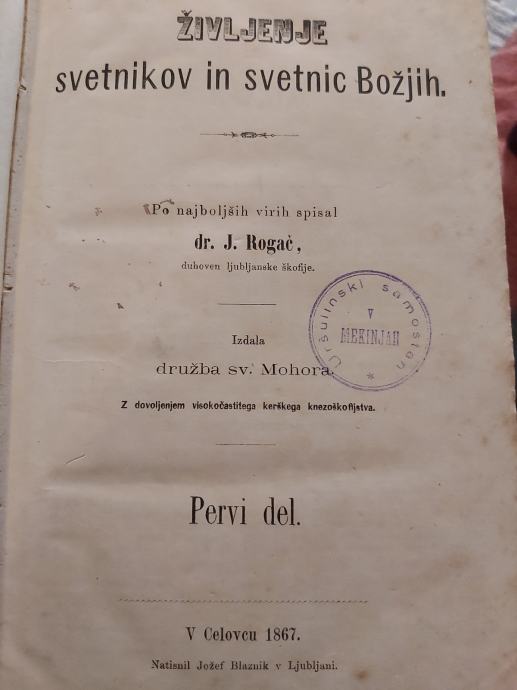 ŽIVLJENJE
svetnikov in svetnic Božjih.
Po najboljših virih spisal
dr. J. Rogač,
duhoven ljubljanske škofije.
Izdala
družba sv. Mohora.
Z dovoljenjem visokočastitega kerškega knezoškofijstva.
Uršulinski samostan
V
MEKINJAH
Pervi del.
V Celovcu 1867.
Natisnil Jožef Blaznik v Ljubljani.